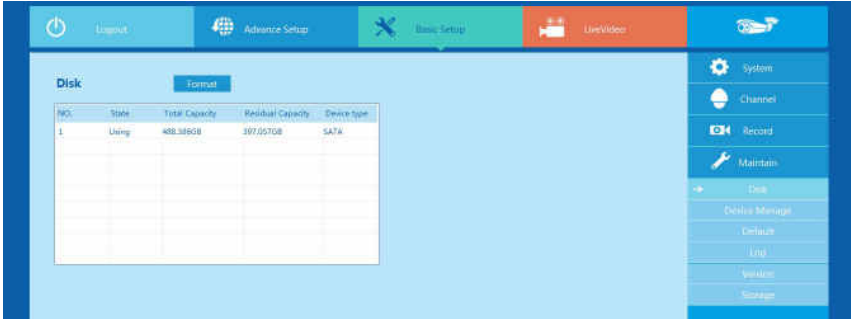 Logout Advance Setup Basic Setup LiveVideo
System
Disk Format
Channel
NO. State Total Capacity Residual Capacity Device type
1 Using 488.386GB 397.057GB SATA
Record
Maintain
Disk
Device Manage
Default
Log
Version
Storage